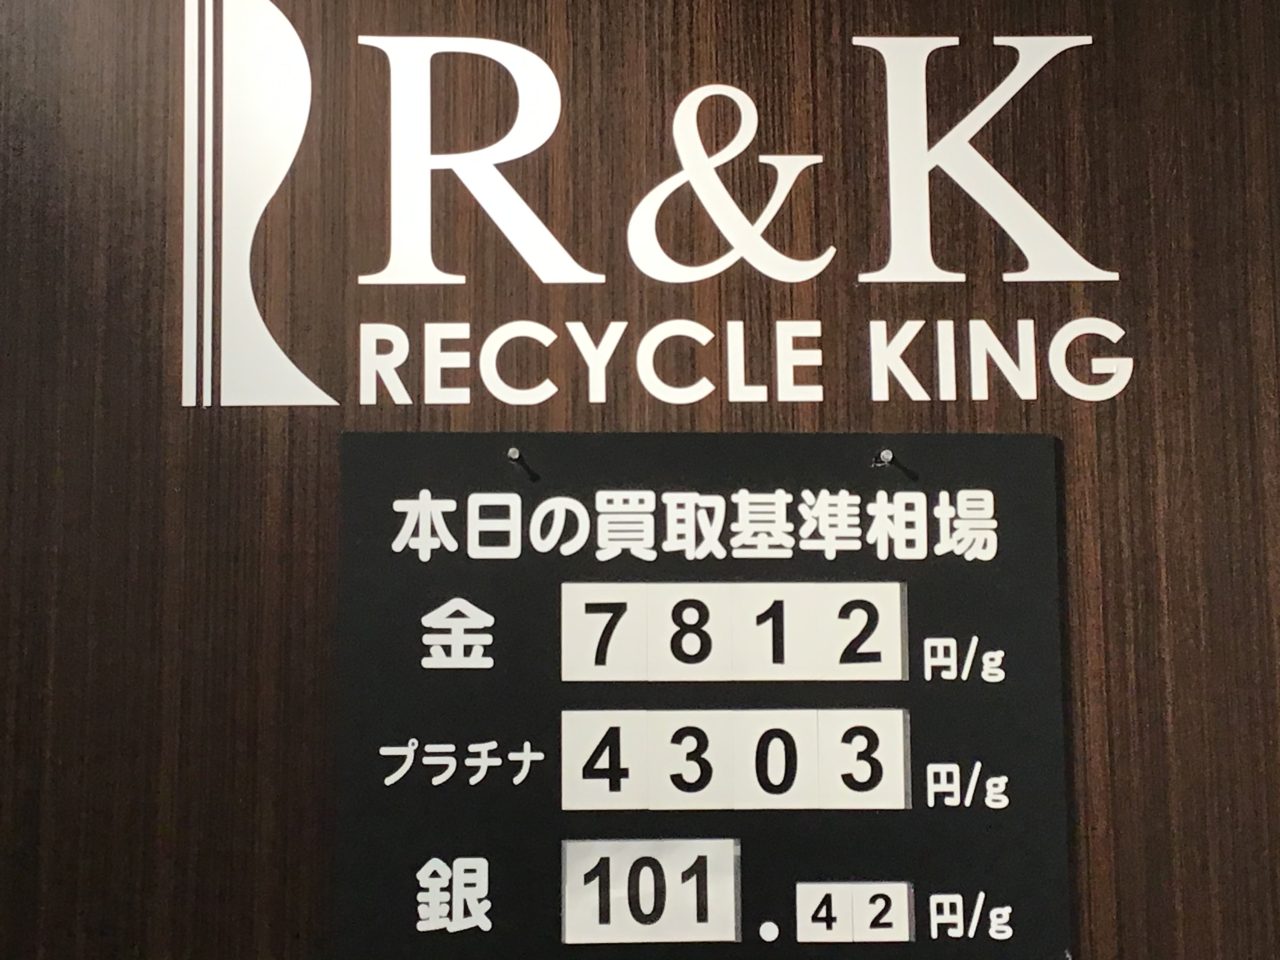 R&K
RECYCLE KING
本日の買取基準相場
金 7812 円/g
プラチナ 4303 円/g
銀 101.42 円/g